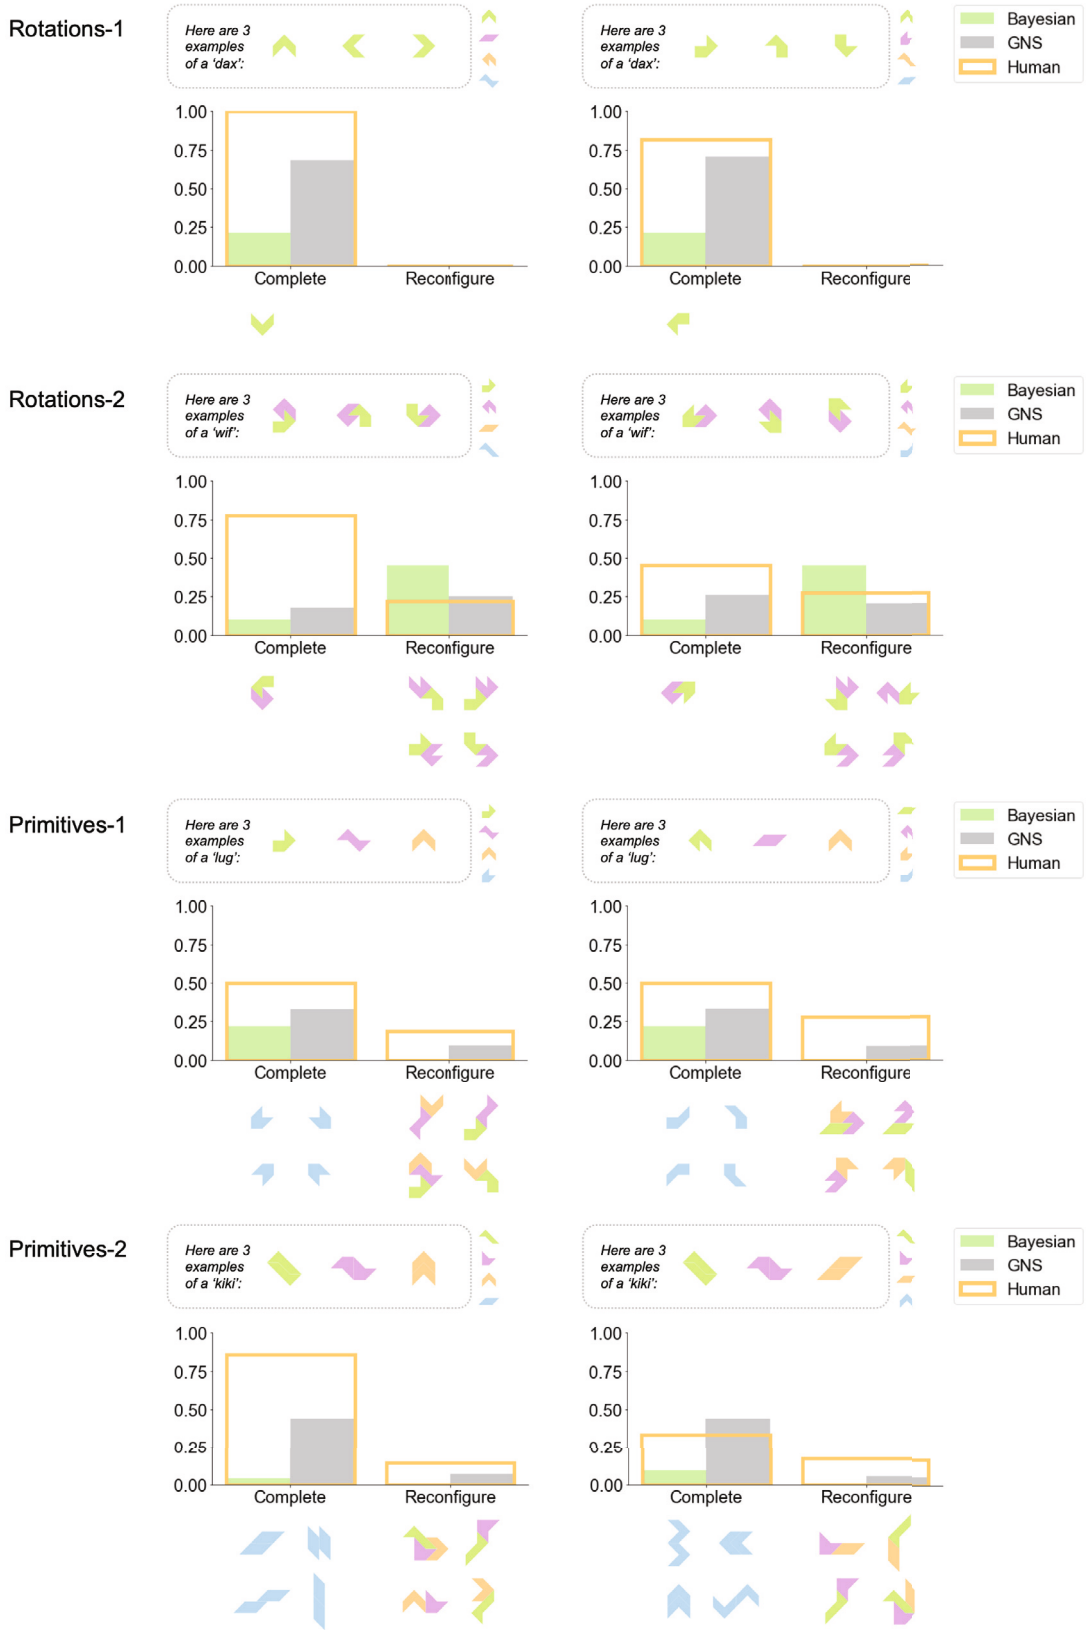 Rotations-1
Here are 3
examples
of a ‘dax’:
Here are 3
examples
of a ‘dax’:
Bayesian
GNS
Human
1.00
0.75
0.50
0.25
0.00
Complete
Reconfigure
1.00
0.75
0.50
0.25
0.00
Complete
Reconfigure
Rotations-2
Here are 3
examples
of a ‘wif’:
Here are 3
examples
of a ‘wif’:
Bayesian
GNS
Human
1.00
0.75
0.50
0.25
0.00
Complete
Reconfigure
1.00
0.75
0.50
0.25
0.00
Complete
Reconfigure
Primitives-1
Here are 3
examples
of a ‘lug’:
Here are 3
examples
of a ‘lug’:
Bayesian
GNS
Human
1.00
0.75
0.50
0.25
0.00
Complete
Reconfigure
1.00
0.75
0.50
0.25
0.00
Complete
Reconfigure
Primitives-2
Here are 3
examples
of a ‘kiki’:
Here are 3
examples
of a ‘kiki’:
Bayesian
GNS
Human
1.00
0.75
0.50
0.25
0.00
Complete
Reconfigure
1.00
0.75
0.50
0.25
0.00
Complete
Reconfigure